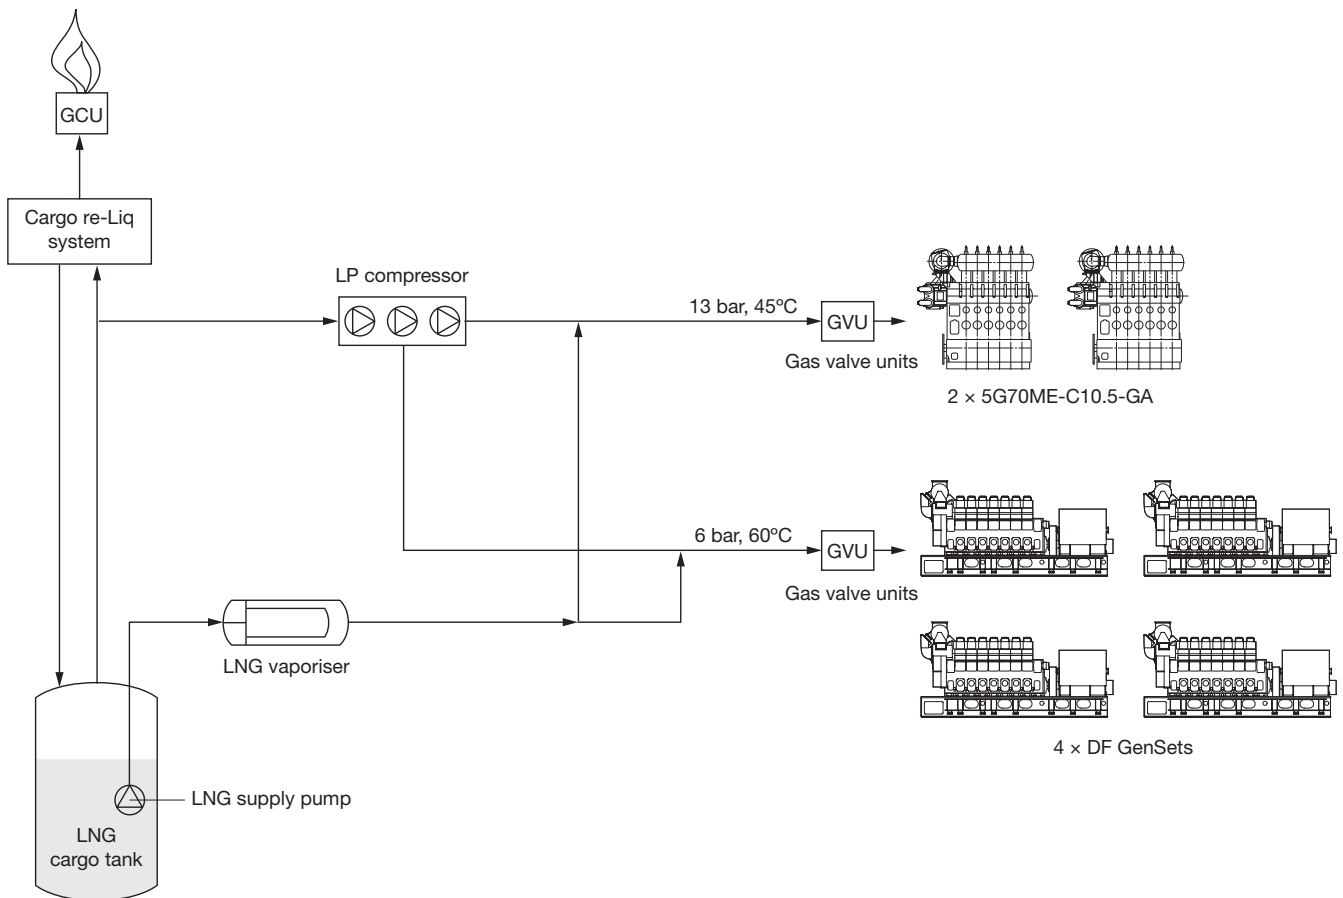 GCU
Cargo re-Liq
system
LP compressor
13 bar, 45ºC
GVU
Gas valve units
2 × 5G70ME-C10.5-GA
6 bar, 60ºC
GVU
Gas valve units
LNG vaporiser
4 × DF GenSets
LNG supply pump
LNG
cargo tank